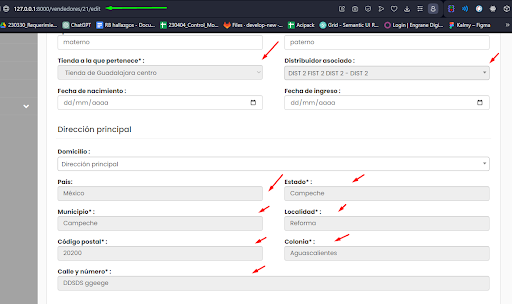 127.0.0.1:8000/vendedores/21/edit
230330_Requerimien... ChatGPT RB hallazgos - Docu... 230404_Control_Mo... Files · develop-new-... Acipack Grid - Semantic UI R... Login | Engrane Digi... Kalmy – Figma
materno paterno
Tienda a la que pertenece* : Distribuidor asociado :
Tienda de Guadalajara centro DIST 2 FIST 2 DIST 2 - DIST 2
Fecha de nacimiento : Fecha de ingreso :
dd/mm/aaaa dd/mm/aaaa
Dirección principal
Domicilio :
Dirección principal
País: Estado* :
México Campeche
Municipio* : Localidad* :
Campeche Reforma
Código postal* : Colonia* :
20200 Aguascalientes
Calle y número* :
DDSDS ggeege